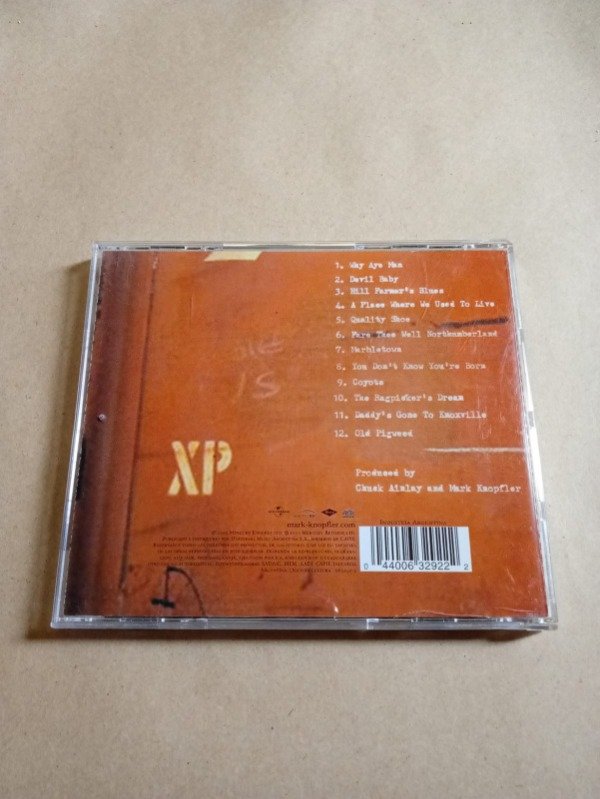 1. Why Aye Man
2. Devil Baby
3. Hill Farmer's Blues
4. A Place Where We Used To Live
5. Quality Shoe
6. Fare Thee Well Northumberland
7. Marbletown
8. You Don't Know You're Born
9. Coyote
10. The Ragpicker's Dream
11. Daddy's Gone To Knoxville
12. Old Pigweed
XP
Produced by
Chuck Ainlay and Mark Knopfler
mark-knopfler.com
Industria Argentina
0 44006 32922 2